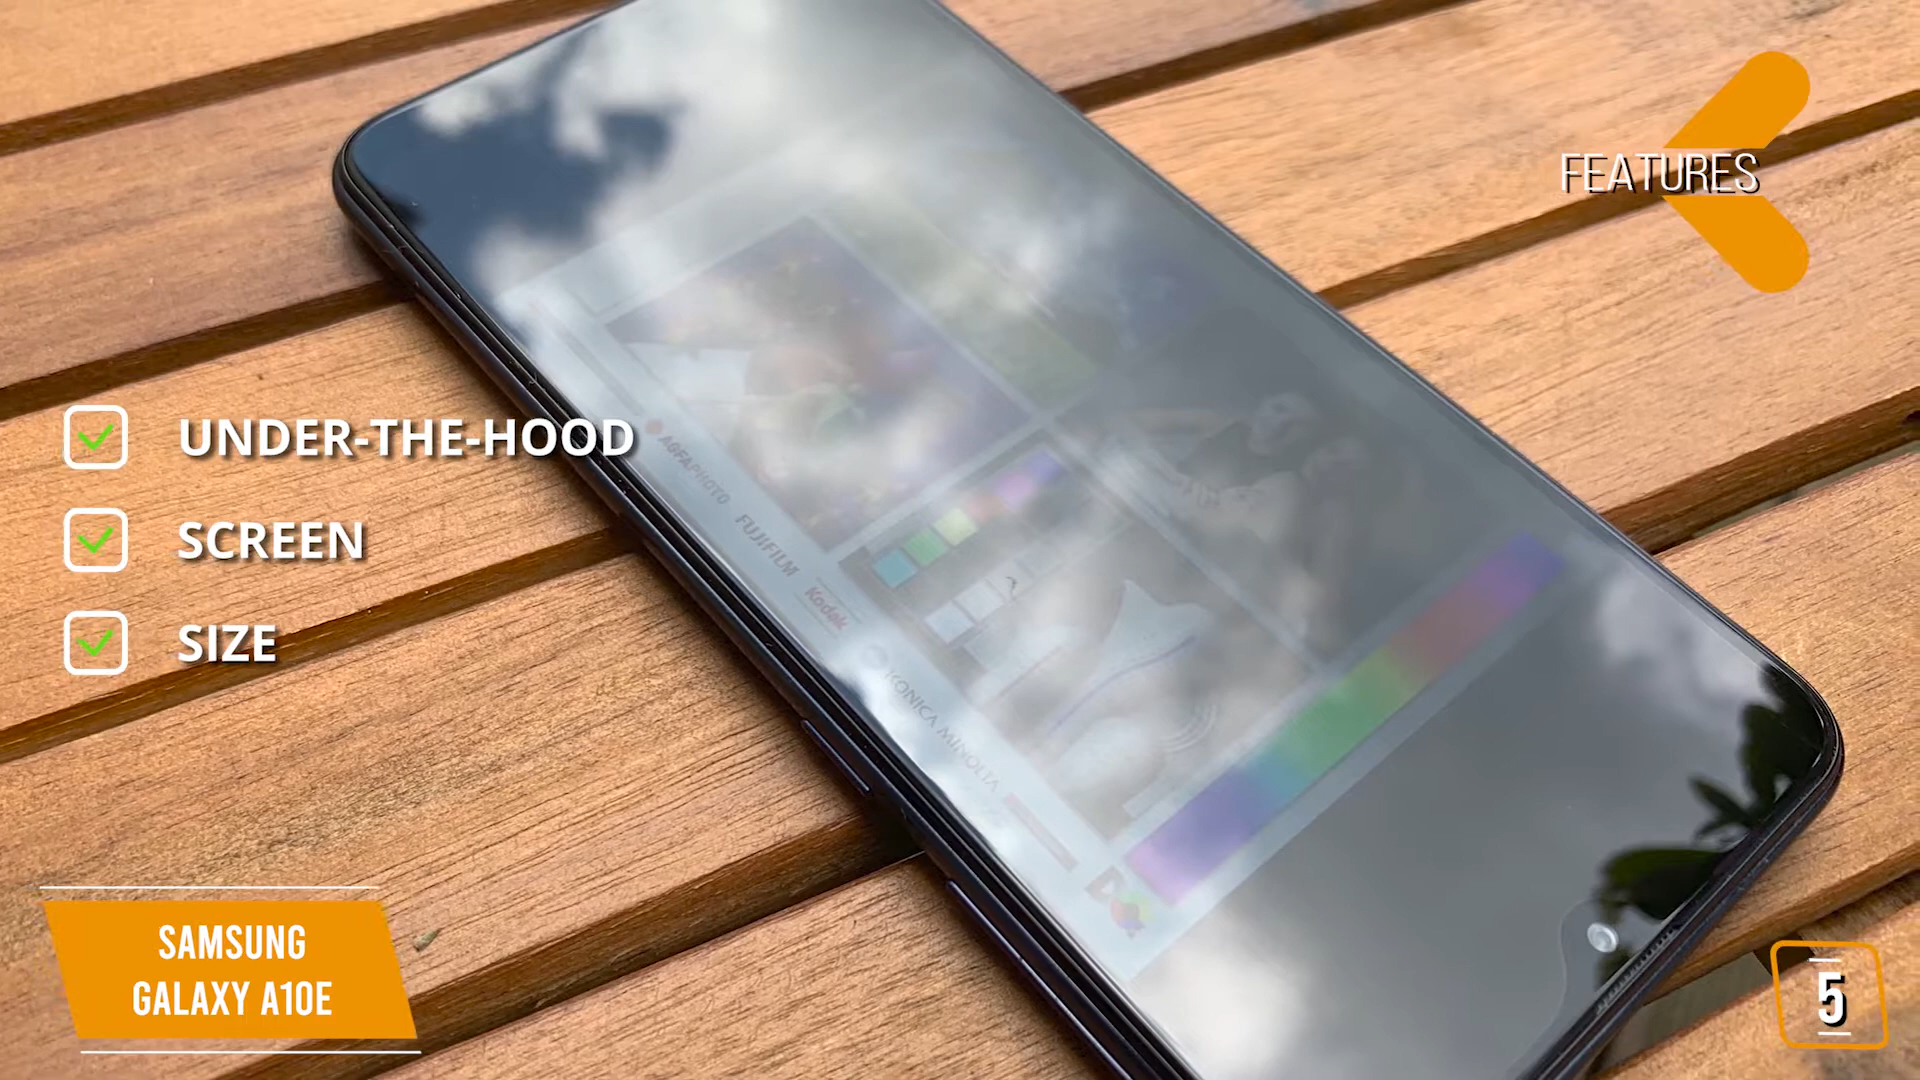 FEATURES
UNDER-THE-HOOD
SCREEN
SIZE
AGFAPHOTO
FUJIFILM
Kodak
KONICA MINOLTA
SAMSUNG
GALAXY A10E
5